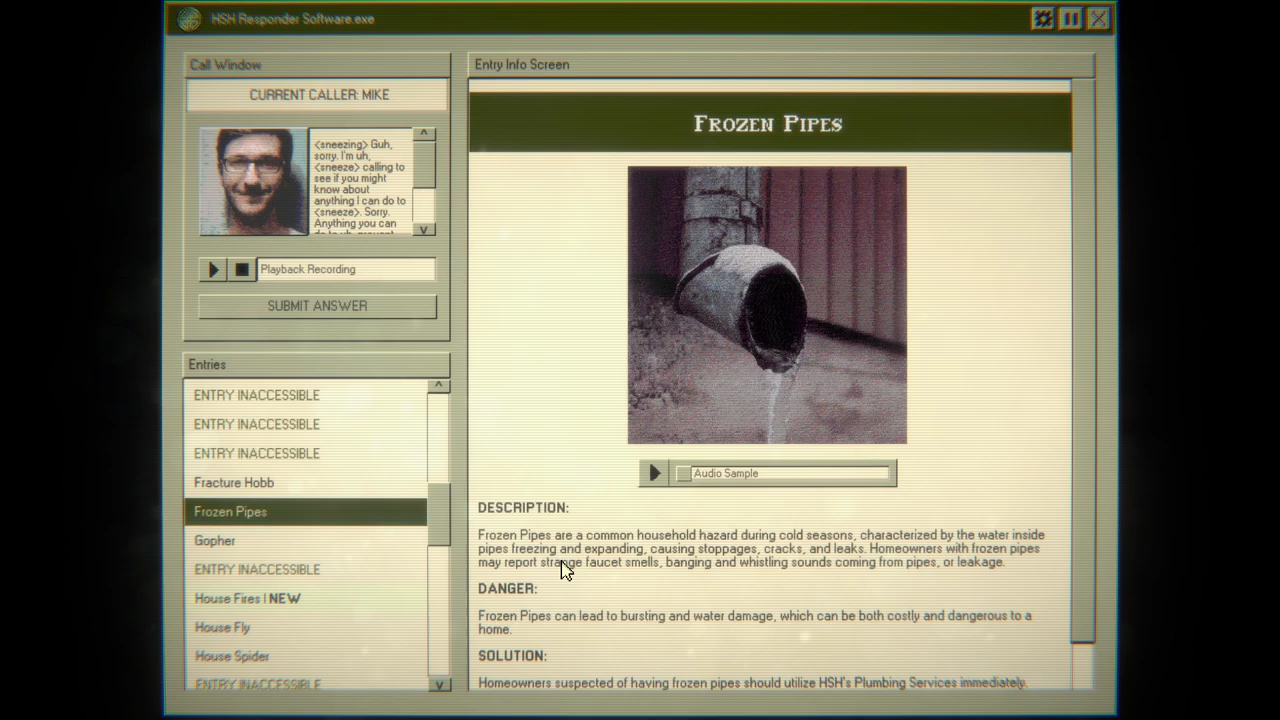 HSH Responder Software.exe
Call Window
CURRENT CALLER: MIKE
<sneezing> Guh,
sorry. I'm uh,
<sneeze> calling to
see if you might
know about
anything I can do to
<sneeze>. Sorry.
Anything you can
Playback Recording
SUBMIT ANSWER
Entries
ENTRY INACCESSIBLE
ENTRY INACCESSIBLE
ENTRY INACCESSIBLE
Fracture Hobb
Frozen Pipes
Gopher
ENTRY INACCESSIBLE
House Fires | NEW
House Fly
House Spider
ENTRY INACCESSIBLE
Entry Info Screen
Frozen Pipes
Audio Sample
DESCRIPTION:
Frozen Pipes are a common household hazard during cold seasons, characterized by the water inside
pipes freezing and expanding, causing stoppages, cracks, and leaks. Homeowners with frozen pipes
may report strange faucet smells, banging and whistling sounds coming from pipes, or leakage.
DANGER:
Frozen Pipes can lead to bursting and water damage, which can be both costly and dangerous to a
home.
SOLUTION:
Homeowners suspected of having frozen pipes should utilize HSH's Plumbing Services immediately.